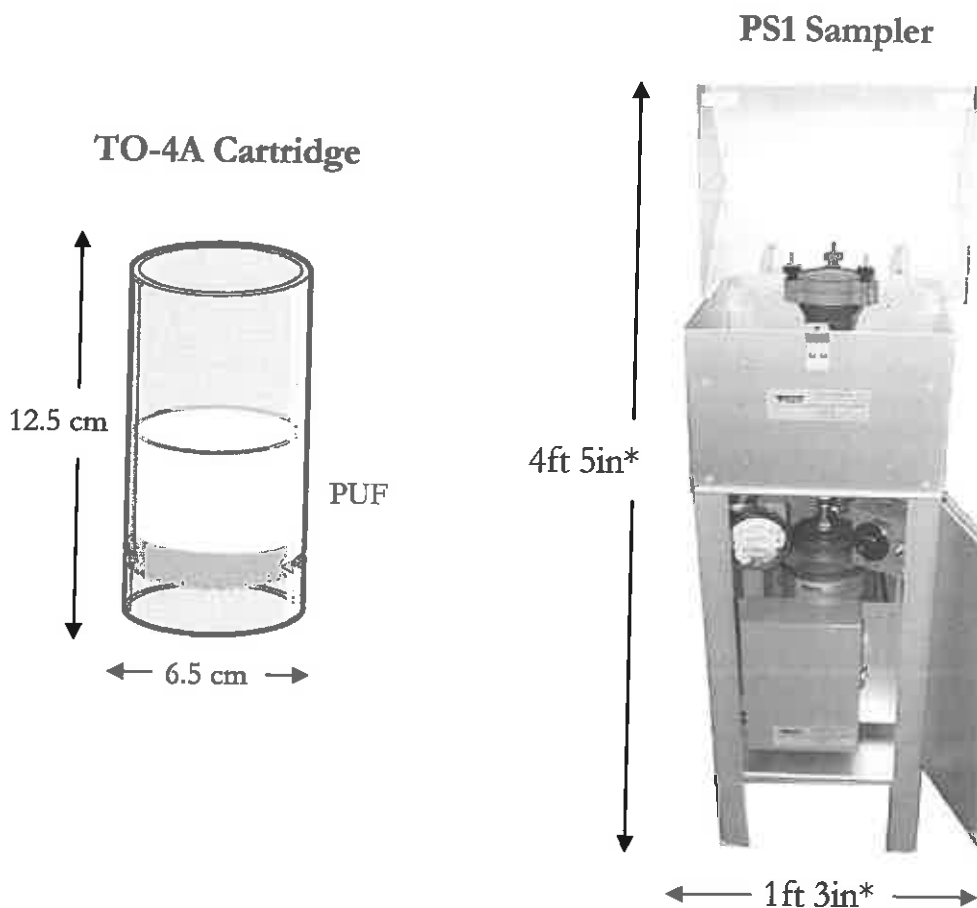 PS1 Sampler
TO-4A Cartridge
12.5 cm
PUF
6.5 cm
4ft 5in*
1ft 3in*